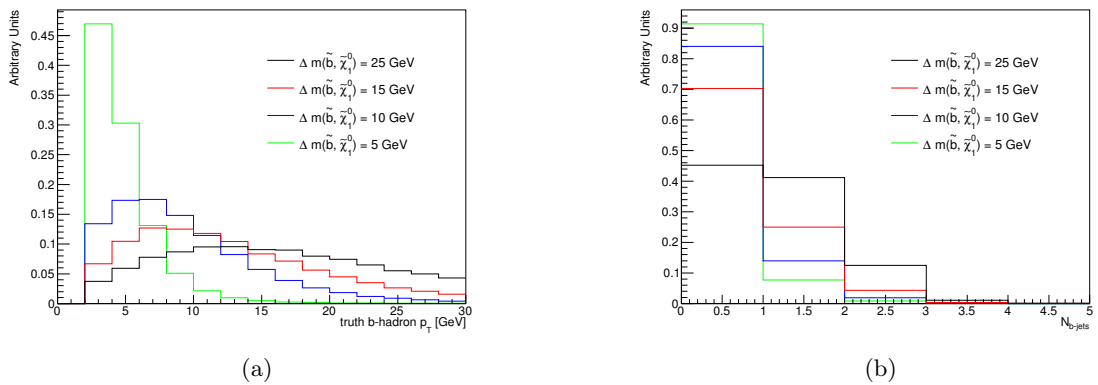 Arbitrary Units
0.45
0.4
0.35
0.3
0.25
0.2
0.15
0.1
0.05
0
Δ m(b̃, χ̃₁⁰) = 25 GeV
Δ m(b̃, χ̃₁⁰) = 15 GeV
Δ m(b̃, χ̃₁⁰) = 10 GeV
Δ m(b̃, χ̃₁⁰) = 5 GeV
0 5 10 15 20 25 30
truth b-hadron p_T [GeV]
(a)
Arbitrary Units
0.9
0.8
0.7
0.6
0.5
0.4
0.3
0.2
0.1
0
Δ m(b̃, χ̃₁⁰) = 25 GeV
Δ m(b̃, χ̃₁⁰) = 15 GeV
Δ m(b̃, χ̃₁⁰) = 10 GeV
Δ m(b̃, χ̃₁⁰) = 5 GeV
0 0.5 1 1.5 2 2.5 3 3.5 4 4.5 5
N_b-jets
(b)